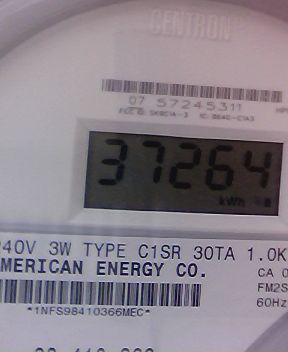 CENTRON
07 57245311
37264
kWh
240V 3W TYPE C1SR 30TA 1.0K
AMERICAN ENERGY CO.
CA 0
FM2S
60Hz
*1NFS98410366MEC*